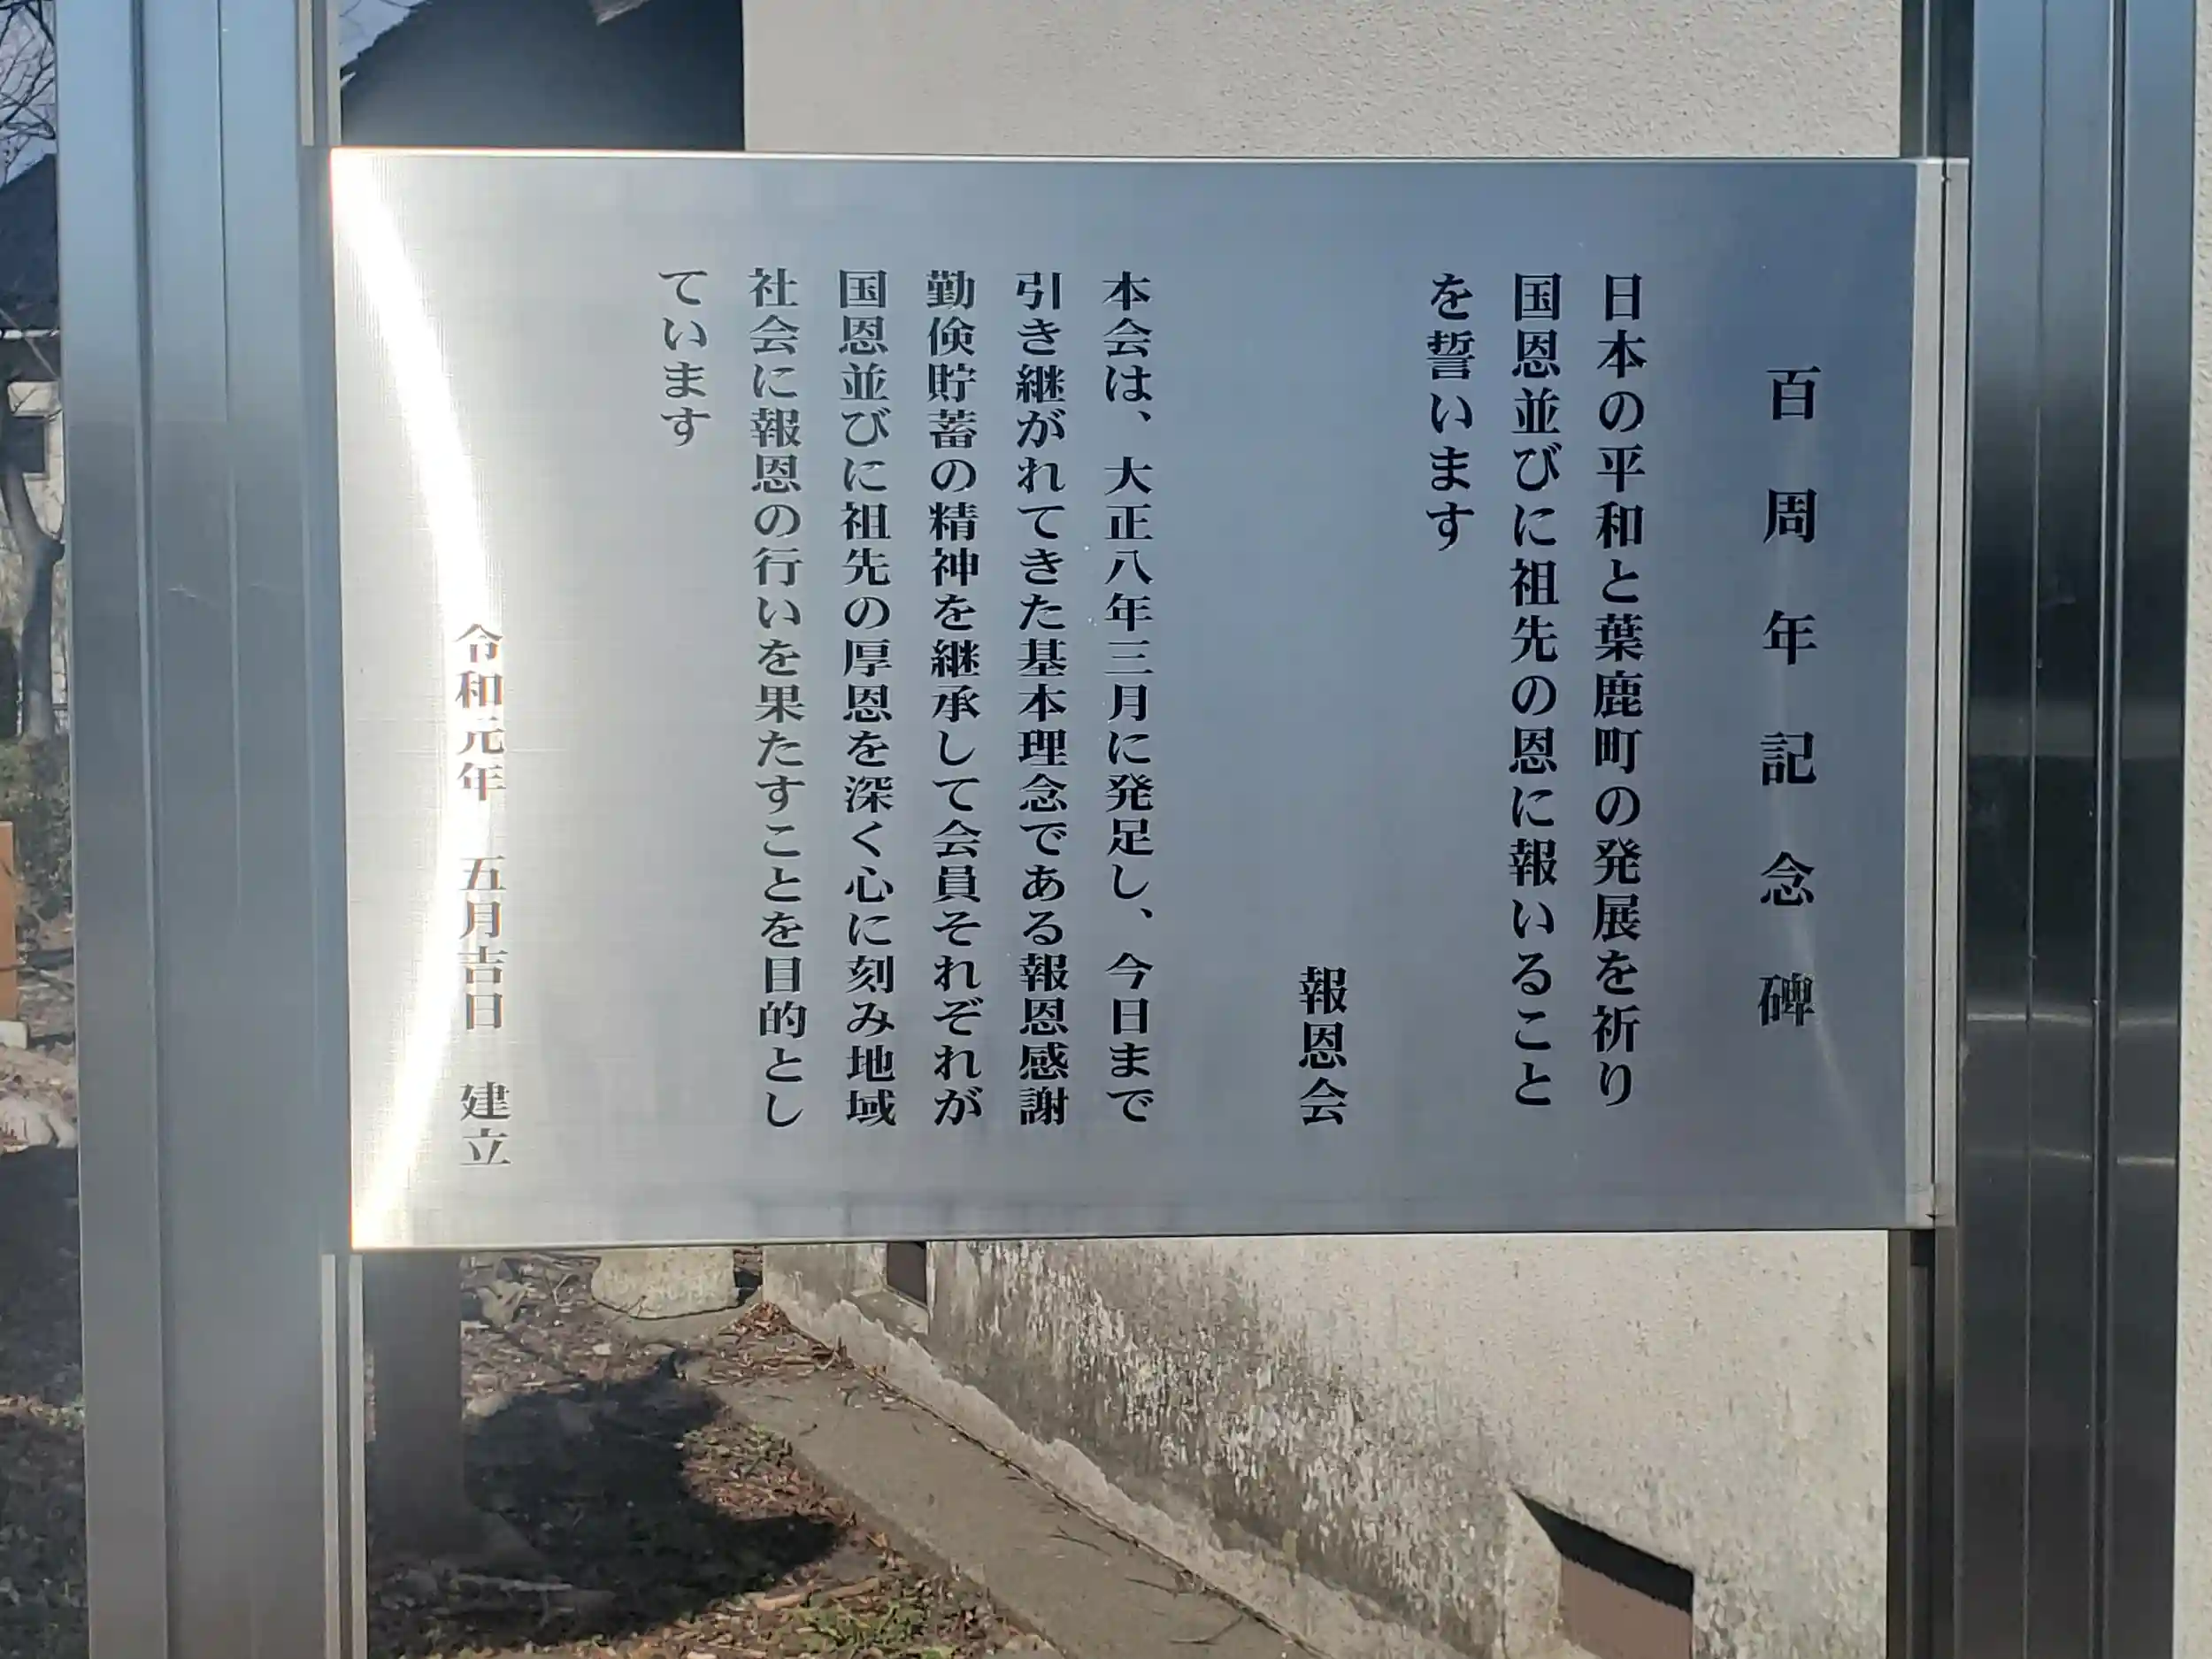 百周年記念碑
日本の平和と葉鹿町の発展を祈り
国恩並びに祖先の恩に報いること
を誓います
報恩会
本会は、大正八年三月に発足し、今日まで
引き継がれてきた基本理念である報恩感謝
勤倹貯蓄の精神を継承して会員それぞれが
国恩並びに祖先の厚恩を深く心に刻み地域
社会に報恩の行いを果たすことを目的とし
ています
令和元年 五月吉日 建立